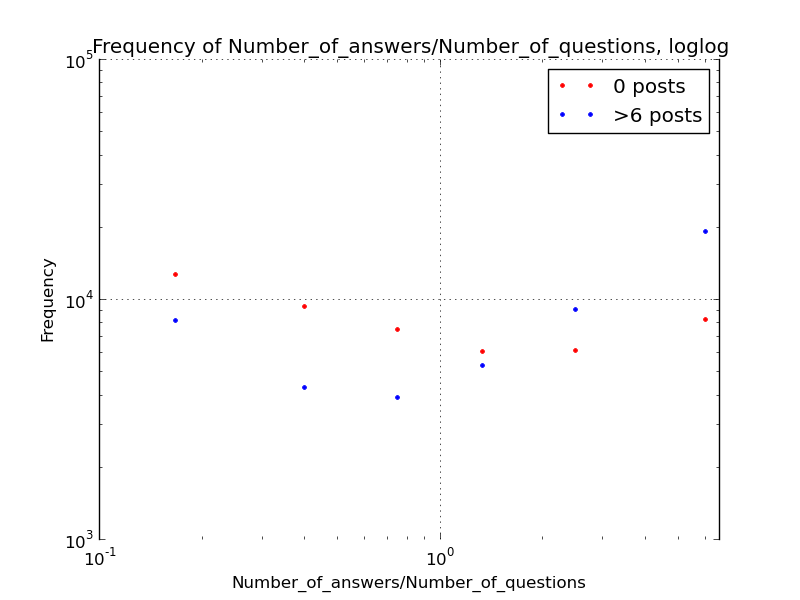 Frequency of Number_of_answers/Number_of_questions, loglog
10^5
0 posts
>6 posts
Frequency
10^4
10^3
10^-1
10^0
Number_of_answers/Number_of_questions